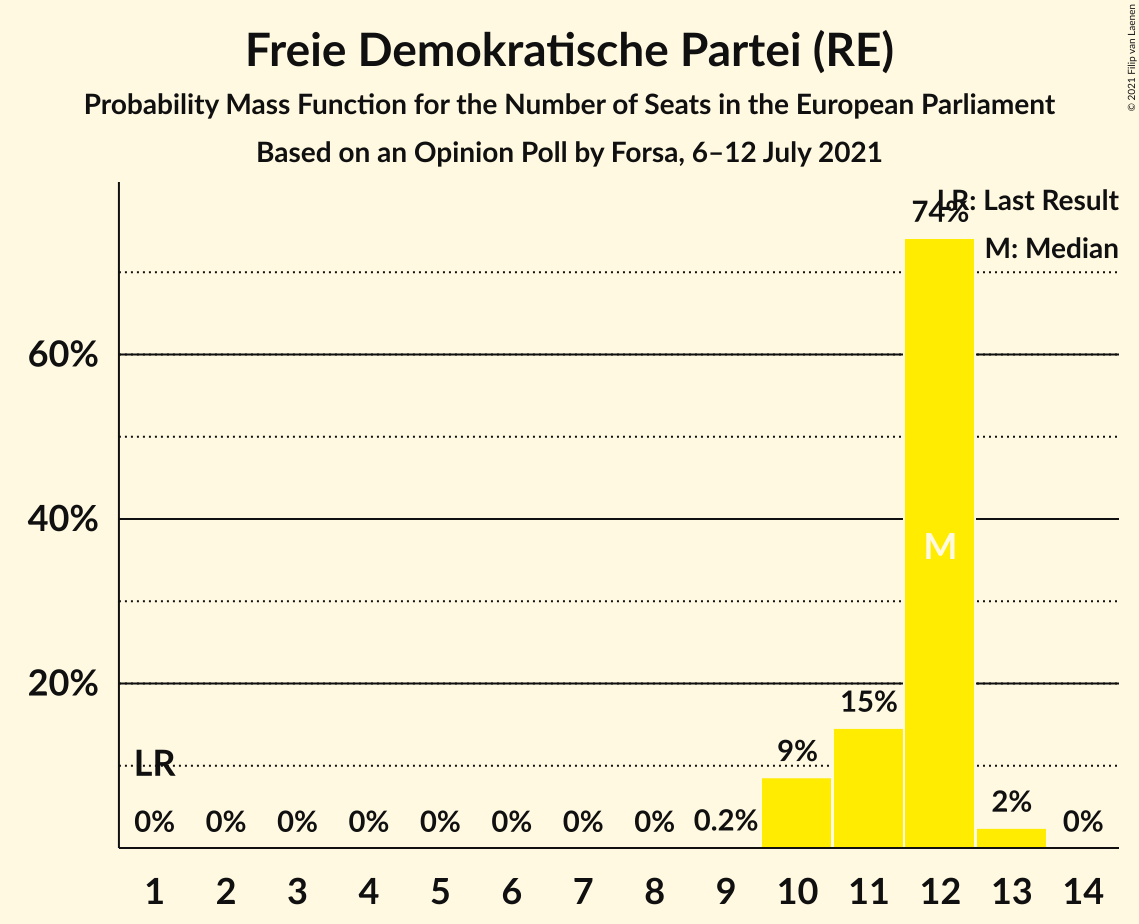 Freie Demokratische Partei (RE)
Probability Mass Function for the Number of Seats in the European Parliament
Based on an Opinion Poll by Forsa, 6–12 July 2021
© 2021 Filip van Laenen
LR: Last Result
M: Median
74%
60%
40%
M
20%
15%
9%
LR
2%
0% 0% 0% 0% 0% 0% 0% 0% 0.2% 0%
1 2 3 4 5 6 7 8 9 10 11 12 13 14